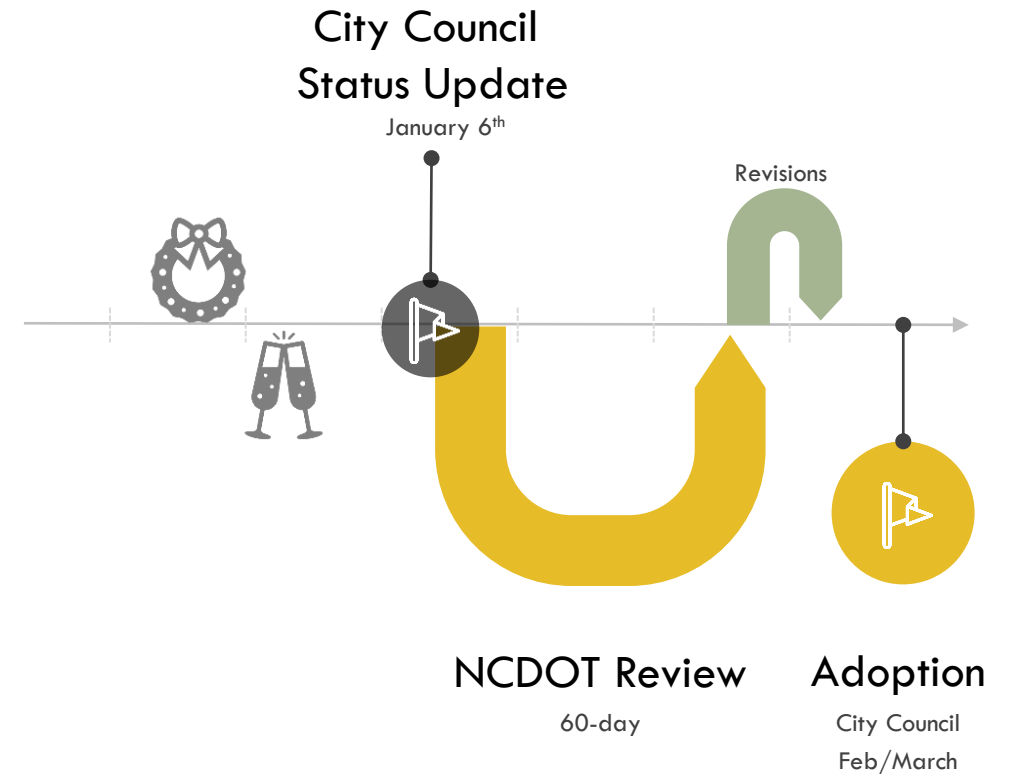 City Council
Status Update
January 6th
Revisions
NCDOT Review
60-day
Adoption
City Council
Feb/March